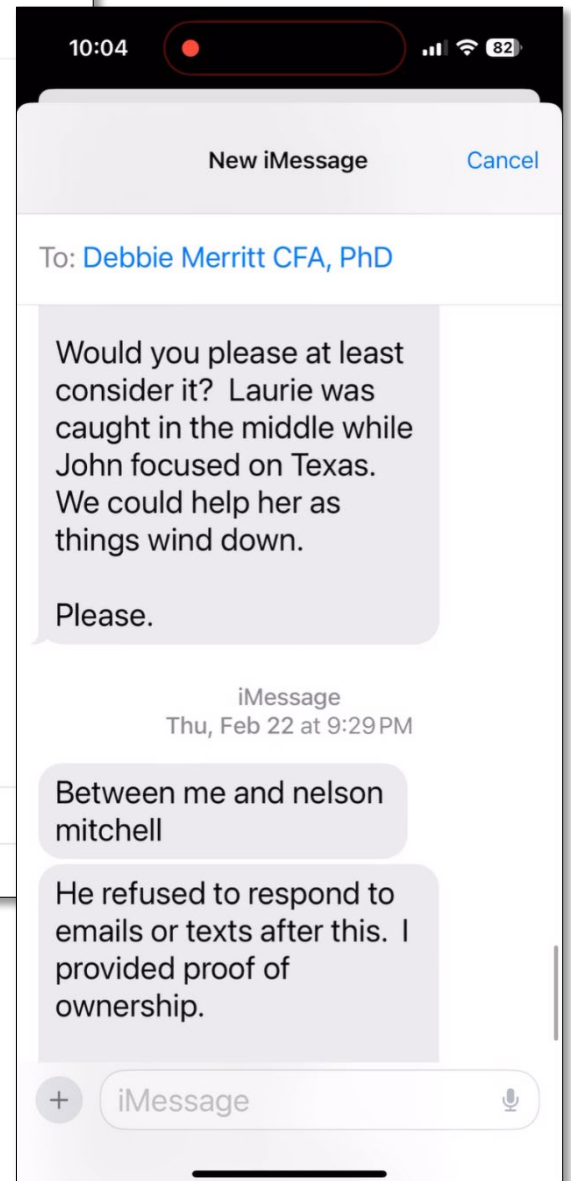 10:04
82
New iMessage
Cancel
To: Debbie Merritt CFA, PhD
Would you please at least
consider it?  Laurie was
caught in the middle while
John focused on Texas.
We could help her as
things wind down.
Please.
iMessage
Thu, Feb 22 at 9:29 PM
Between me and nelson
mitchell
He refused to respond to
emails or texts after this.  I
provided proof of
ownership.
+
iMessage